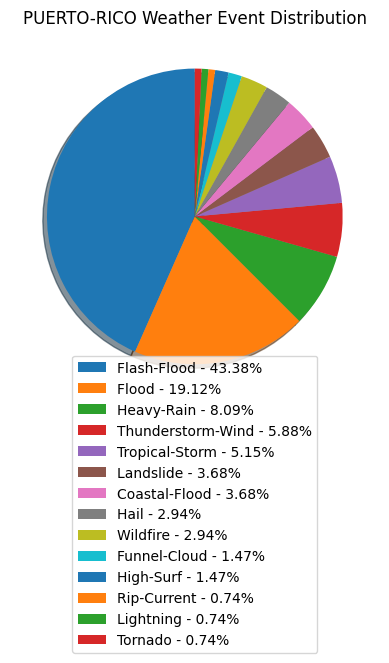 PUERTO-RICO Weather Event Distribution
Flash-Flood - 43.38%
Flood - 19.12%
Heavy-Rain - 8.09%
Thunderstorm-Wind - 5.88%
Tropical-Storm - 5.15%
Landslide - 3.68%
Coastal-Flood - 3.68%
Hail - 2.94%
Wildfire - 2.94%
Funnel-Cloud - 1.47%
High-Surf - 1.47%
Rip-Current - 0.74%
Lightning - 0.74%
Tornado - 0.74%